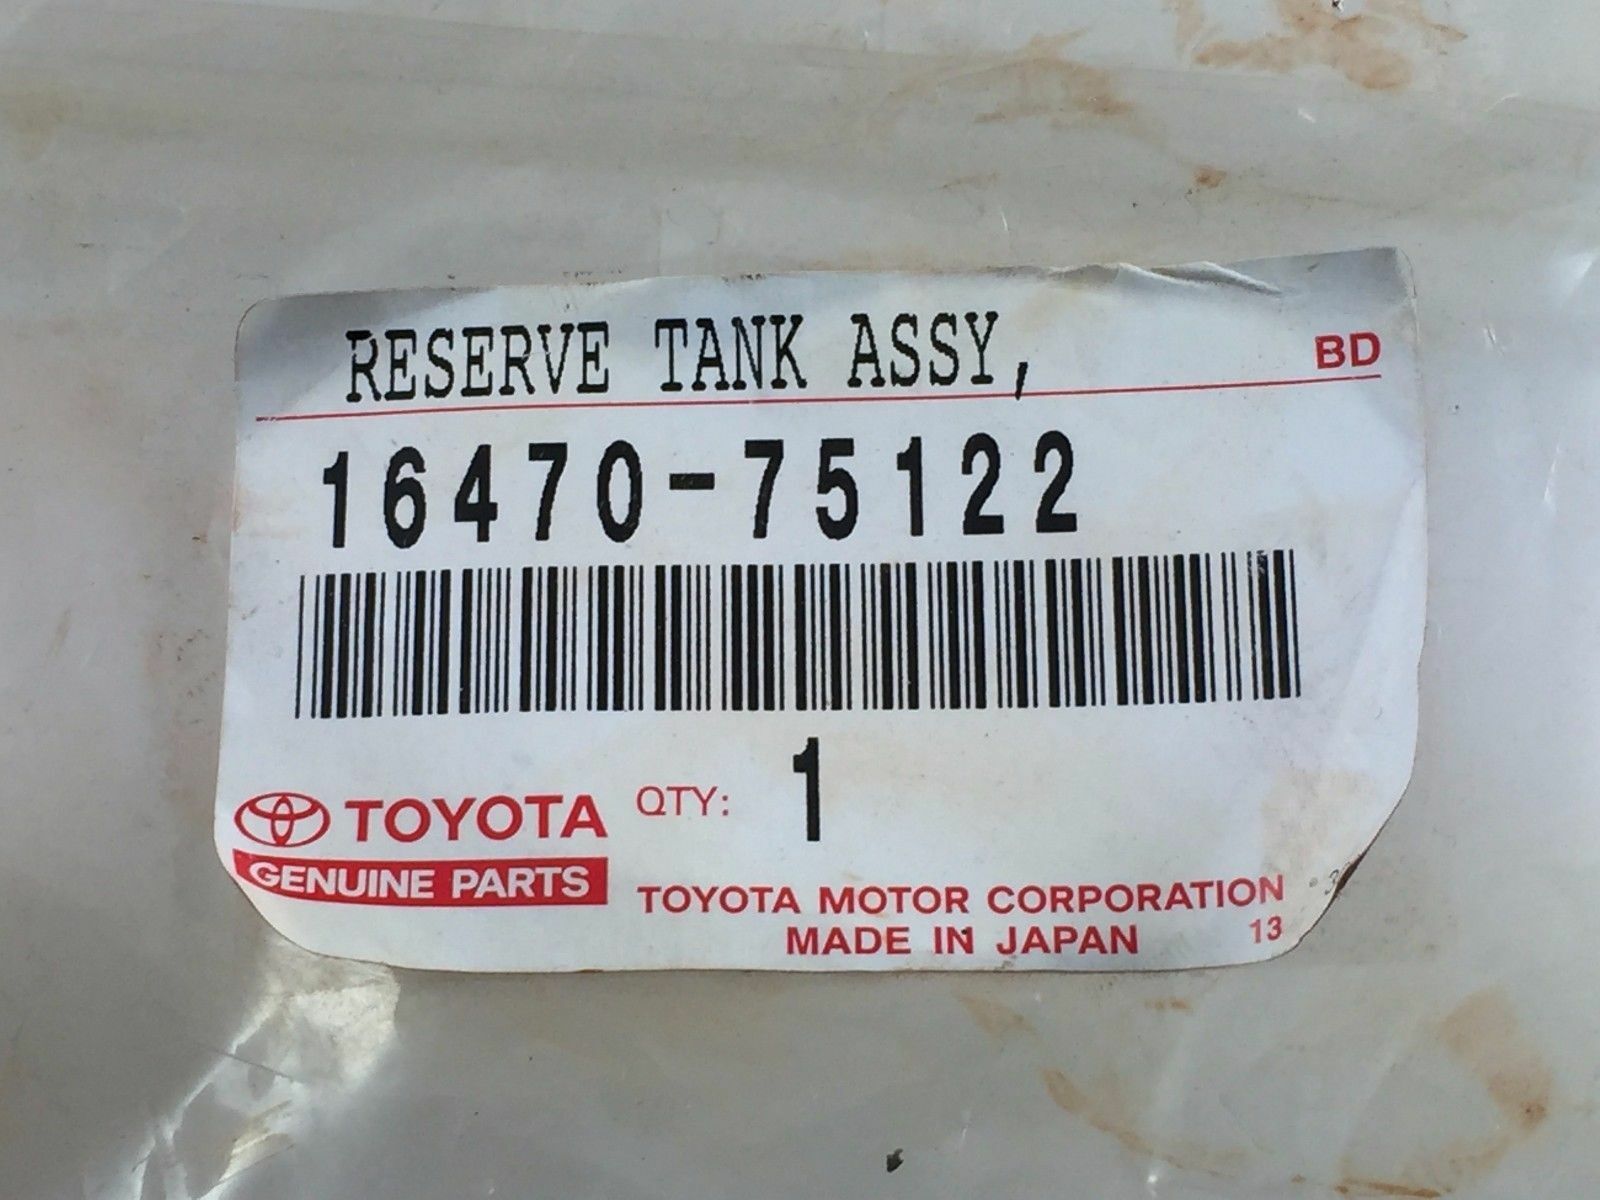 RESERVE TANK ASSY, BD
16470-75122
QTY: 1
TOYOTA
GENUINE PARTS
TOYOTA MOTOR CORPORATION
MADE IN JAPAN 13